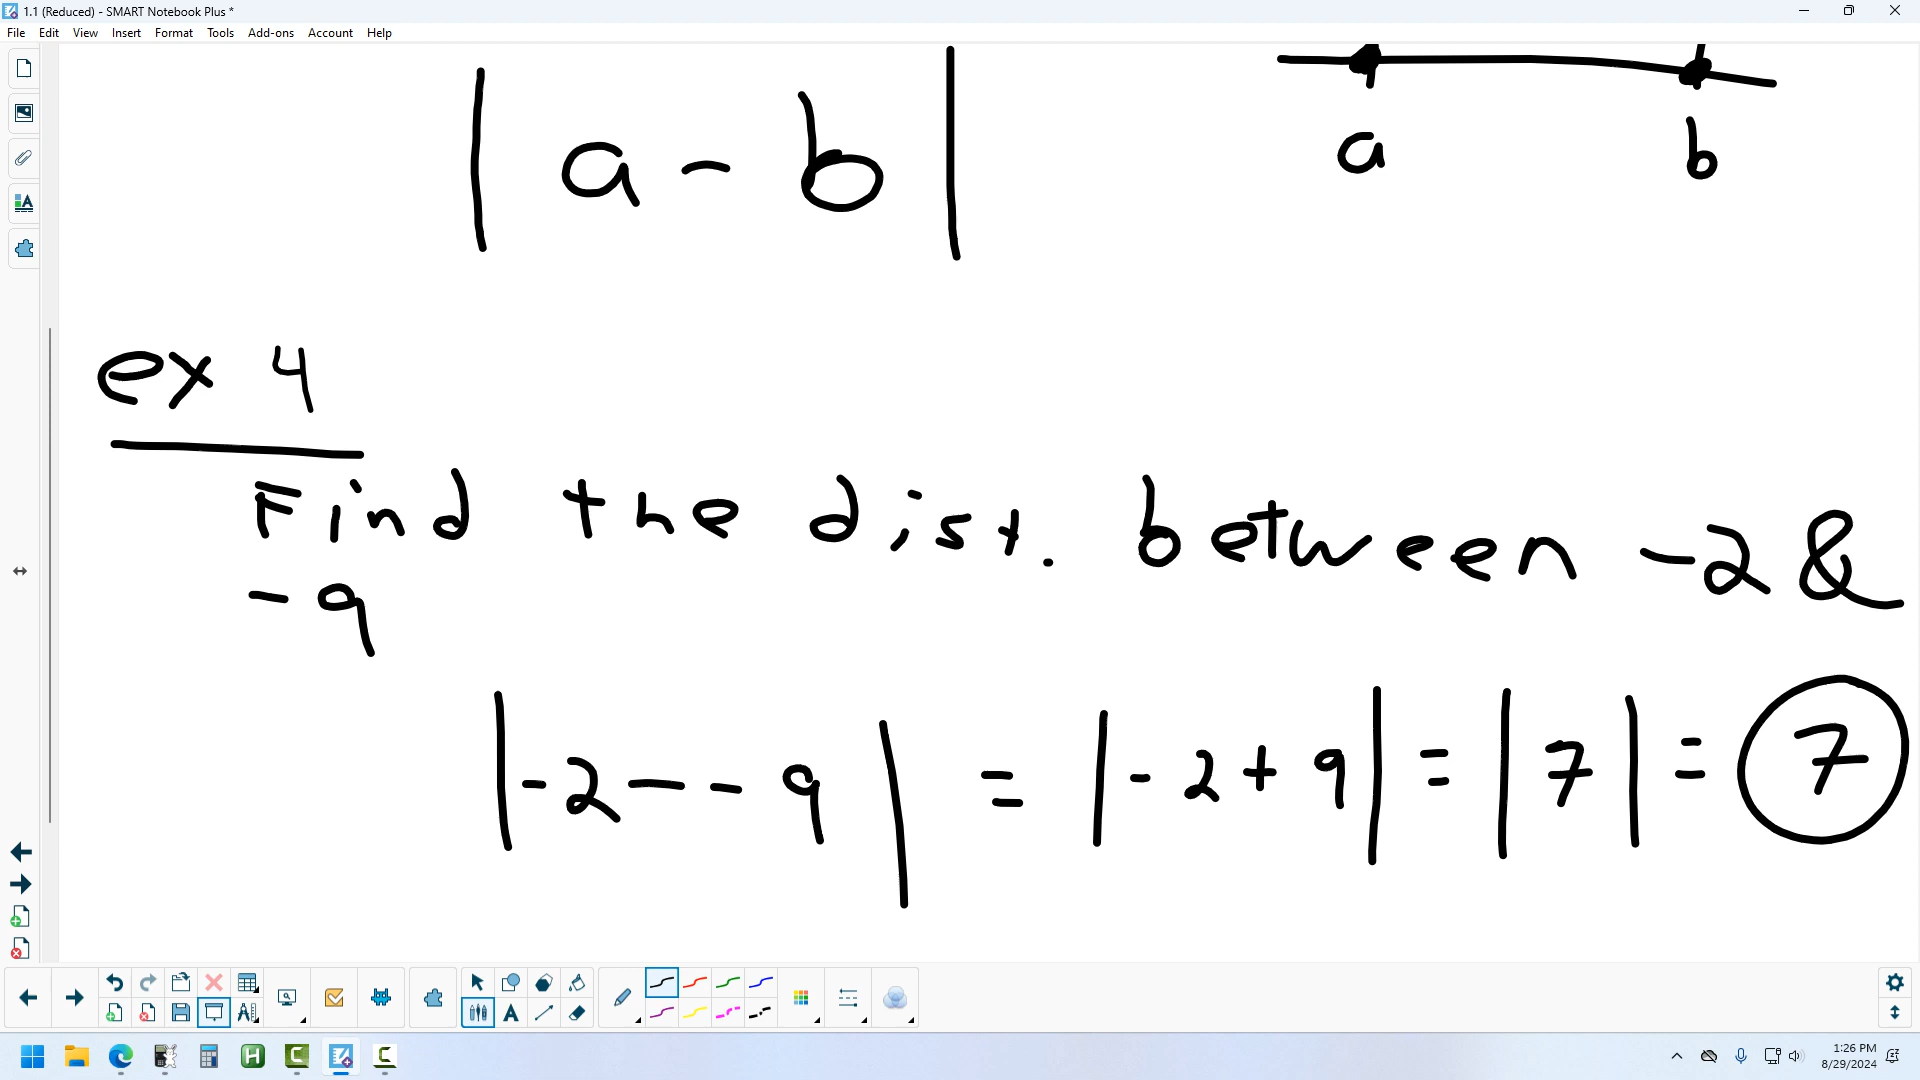 1.1 (Reduced) - SMART Notebook Plus *
File Edit View Insert Format Tools Add-ons Account Help
| a - b |
a b
ex 4
Find the dist. between -2 &
-9
|-2 - - 9| = |-2 + 9| = |7| = 7
1:26 PM
8/29/2024